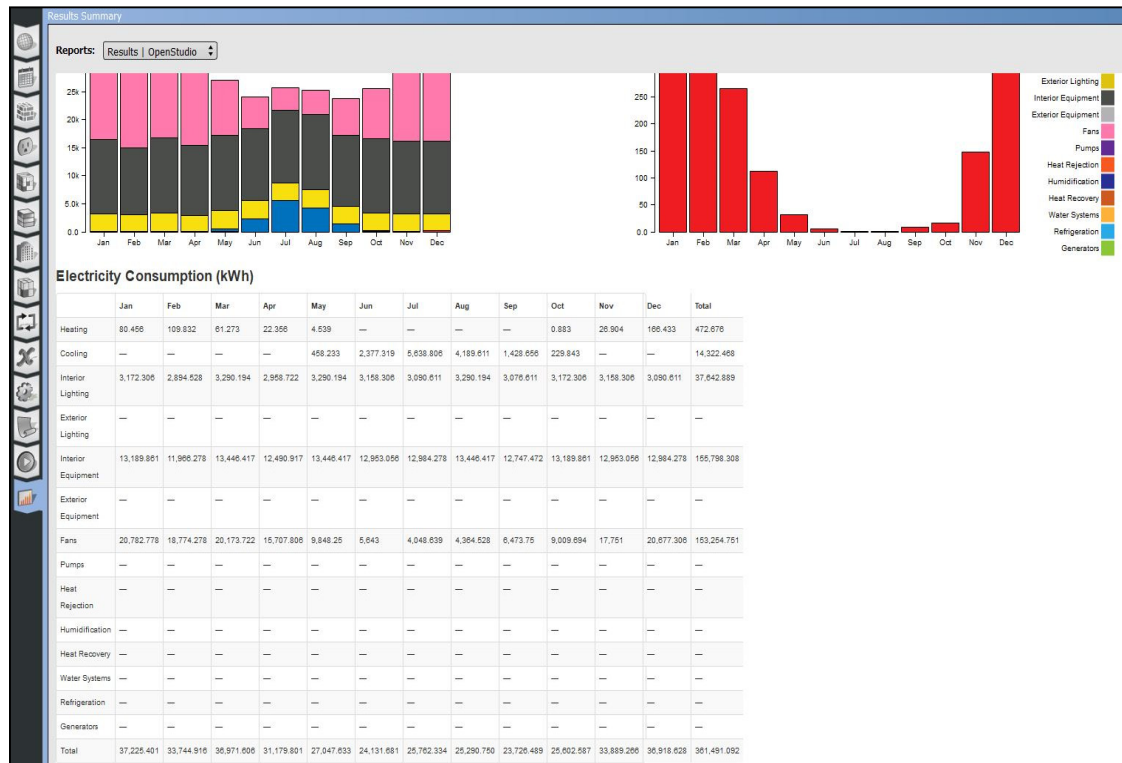 Results Summary
Reports: Results | OpenStudio
25k
20k
15k
10k
5.0k
0.0
Jan Feb Mar Apr May Jun Jul Aug Sep Oct Nov Dec
250
200
150
100
50
0.0
Jan Feb Mar Apr May Jun Jul Aug Sep Oct Nov Dec
Exterior Lighting
Interior Equipment
Exterior Equipment
Fans
Pumps
Heat Rejection
Humidification
Heat Recovery
Water Systems
Refrigeration
Generators
Electricity Consumption (kWh)
Jan Feb Mar Apr May Jun Jul Aug Sep Oct Nov Dec Total
Heating 80.456 109.832 61.273 22.356 4.539 — — — — 0.883 26.904 166.433 472.676
Cooling — — — — 458.233 2,377.319 5,638.806 4,189.611 1,428.656 229.843 — — 14,322.468
Interior Lighting 3,172.306 2,894.528 3,290.194 2,958.722 3,290.194 3,158.306 3,090.611 3,290.194 3,076.611 3,172.306 3,158.306 3,090.611 37,642.889
Exterior Lighting — — — — — — — — — — — — —
Interior Equipment 13,189.861 11,966.278 13,446.417 12,490.917 13,446.417 12,953.056 12,984.278 13,446.417 12,747.472 13,189.861 12,953.056 12,984.278 155,798.308
Exterior Equipment — — — — — — — — — — — — —
Fans 20,782.778 18,774.278 20,173.722 15,707.806 9,848.25 5,643 4,048.639 4,364.528 6,473.75 9,009.694 17,751 20,677.306 153,254.751
Pumps — — — — — — — — — — — — —
Heat Rejection — — — — — — — — — — — — —
Humidification — — — — — — — — — — — — —
Heat Recovery — — — — — — — — — — — — —
Water Systems — — — — — — — — — — — — —
Refrigeration — — — — — — — — — — — — —
Generators — — — — — — — — — — — — —
Total 37,225.401 33,744.916 36,971.606 31,179.801 27,047.633 24,131.681 25,762.334 25,290.750 23,726.489 25,602.587 33,889.266 36,918.628 361,491.092